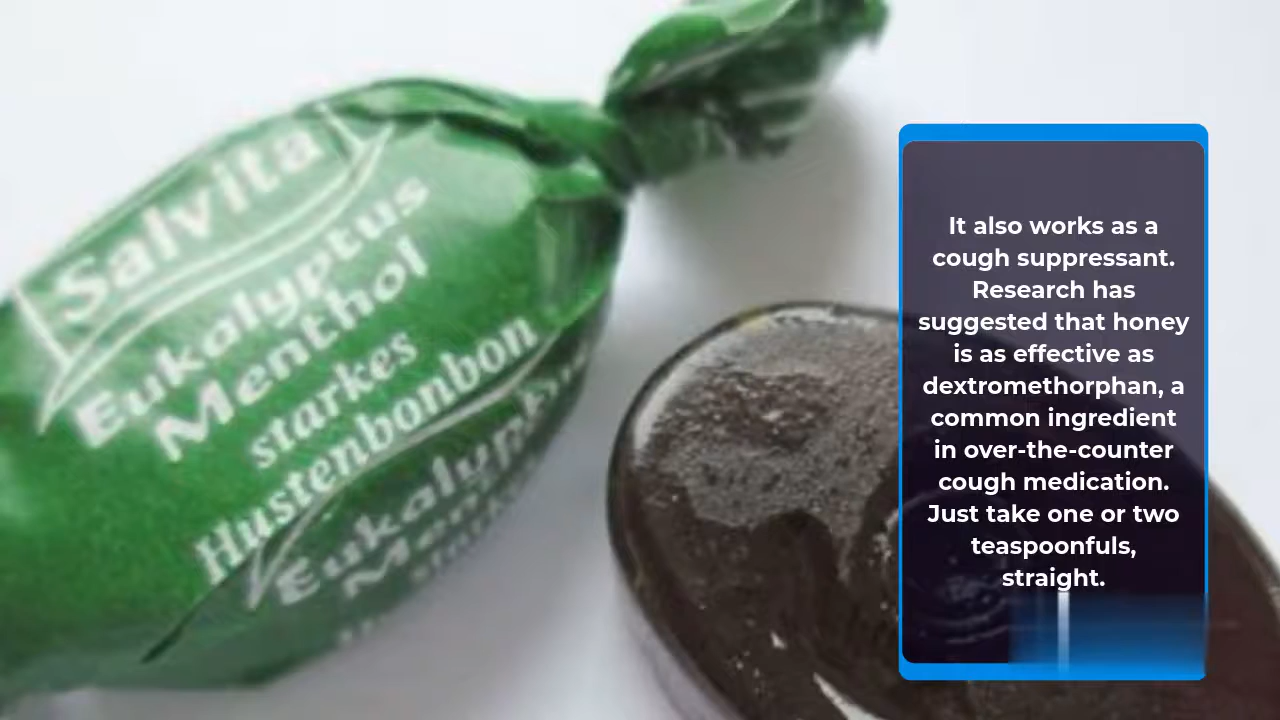 Salvita
Eukalyptus
Menthol
starkes
Hustenbonbon
It also works as a
cough suppressant.
Research has
suggested that honey
is as effective as
dextromethorphan, a
common ingredient
in over-the-counter
cough medication.
Just take one or two
teaspoonfuls,
straight.